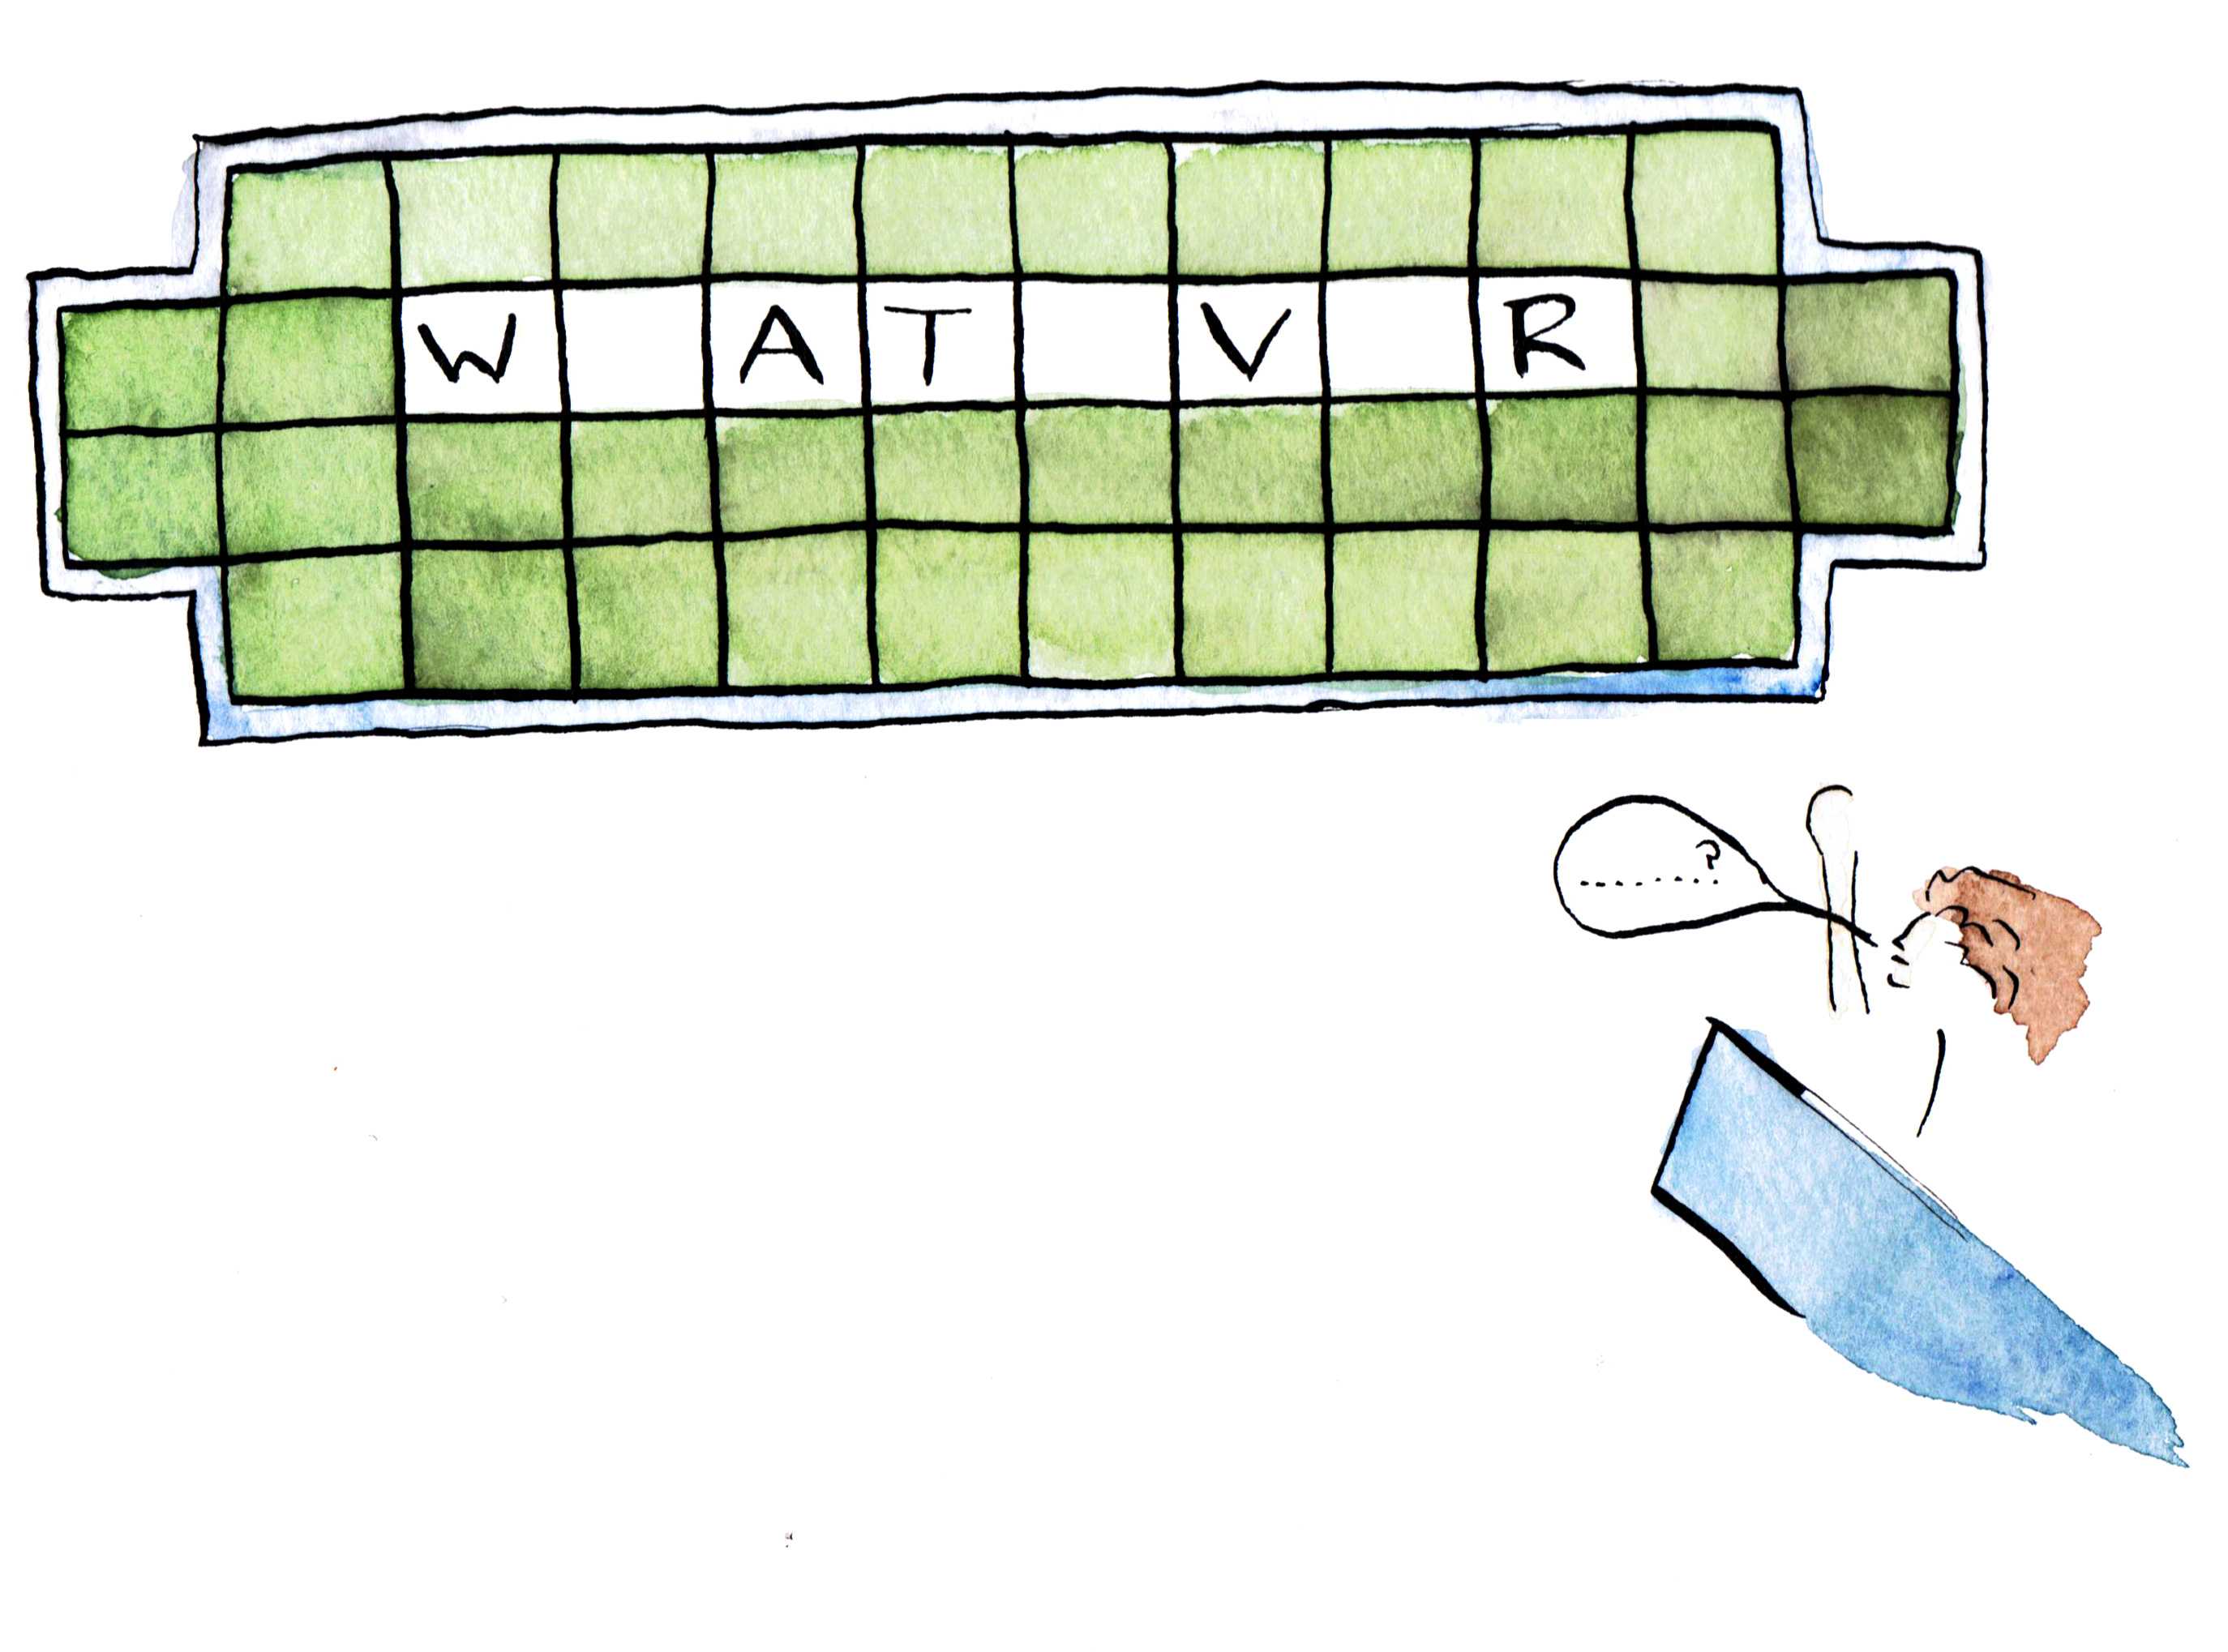 W AT V R
........?